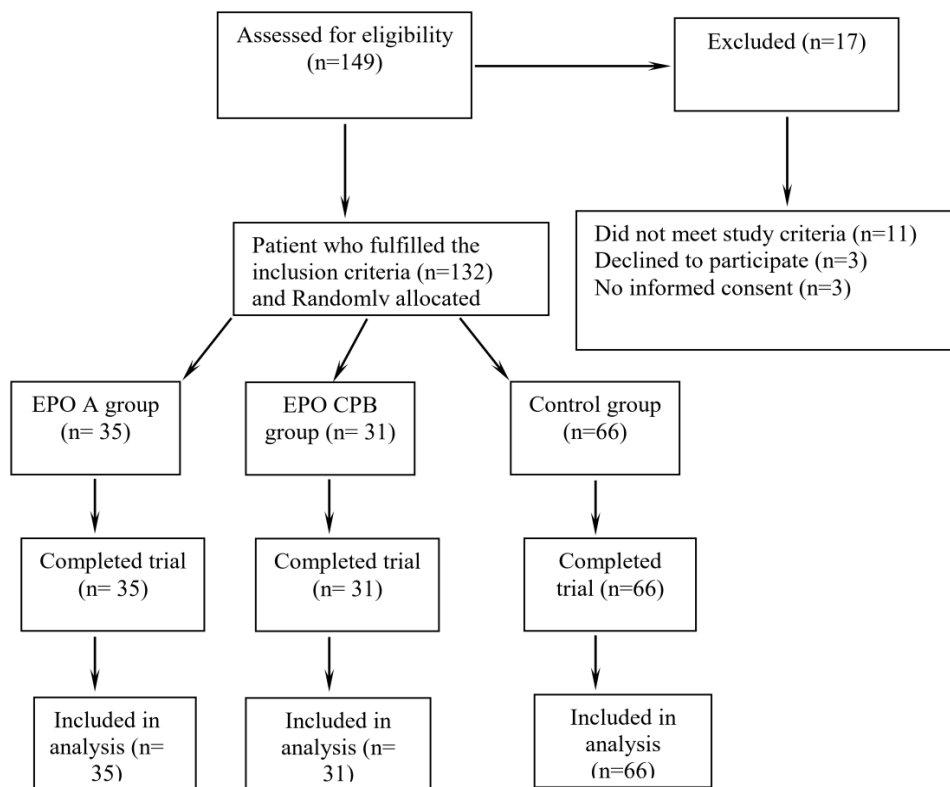 Assessed for eligibility
(n=149)
Excluded (n=17)
Patient who fulfilled the
inclusion criteria (n=132)
and Randomly allocated
Did not meet study criteria (n=11)
Declined to participate (n=3)
No informed consent (n=3)
EPO A group
(n= 35)
EPO CPB
group (n= 31)
Control group
(n=66)
Completed trial
(n= 35)
Completed trial
(n= 31)
Completed
trial (n=66)
Included in
analysis (n=
35)
Included in
analysis (n=
31)
Included in
analysis
(n=66)